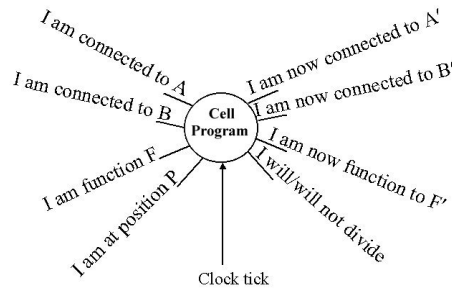 I am connected to A
I am connected to B
I am function F
I am at position P
Cell
Program
I am now connected to A'
I am now connected to B'
I am now function to F'
I will/will not divide
Clock tick